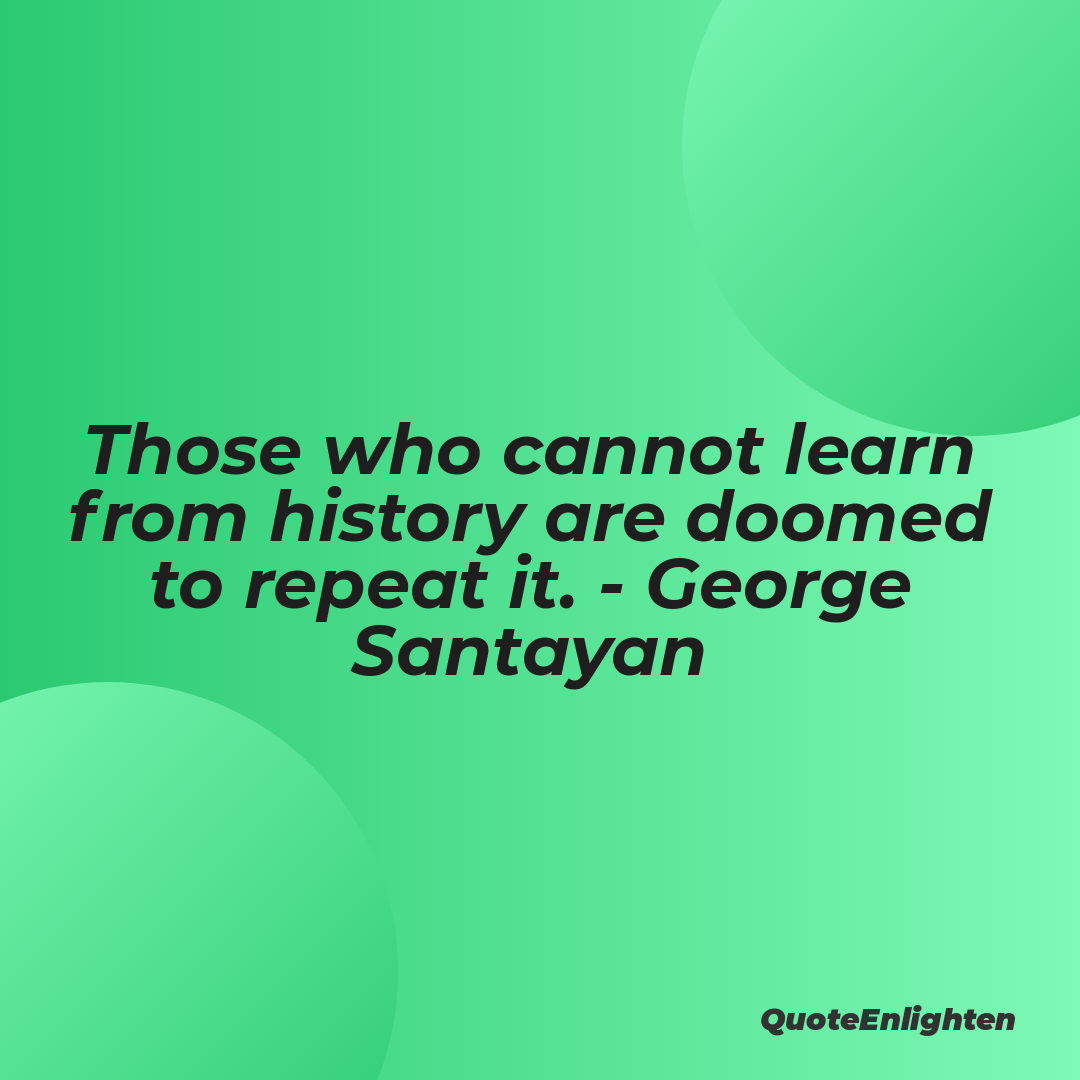 Those who cannot learn
from history are doomed
to repeat it. - George
Santayan
QuoteEnlighten